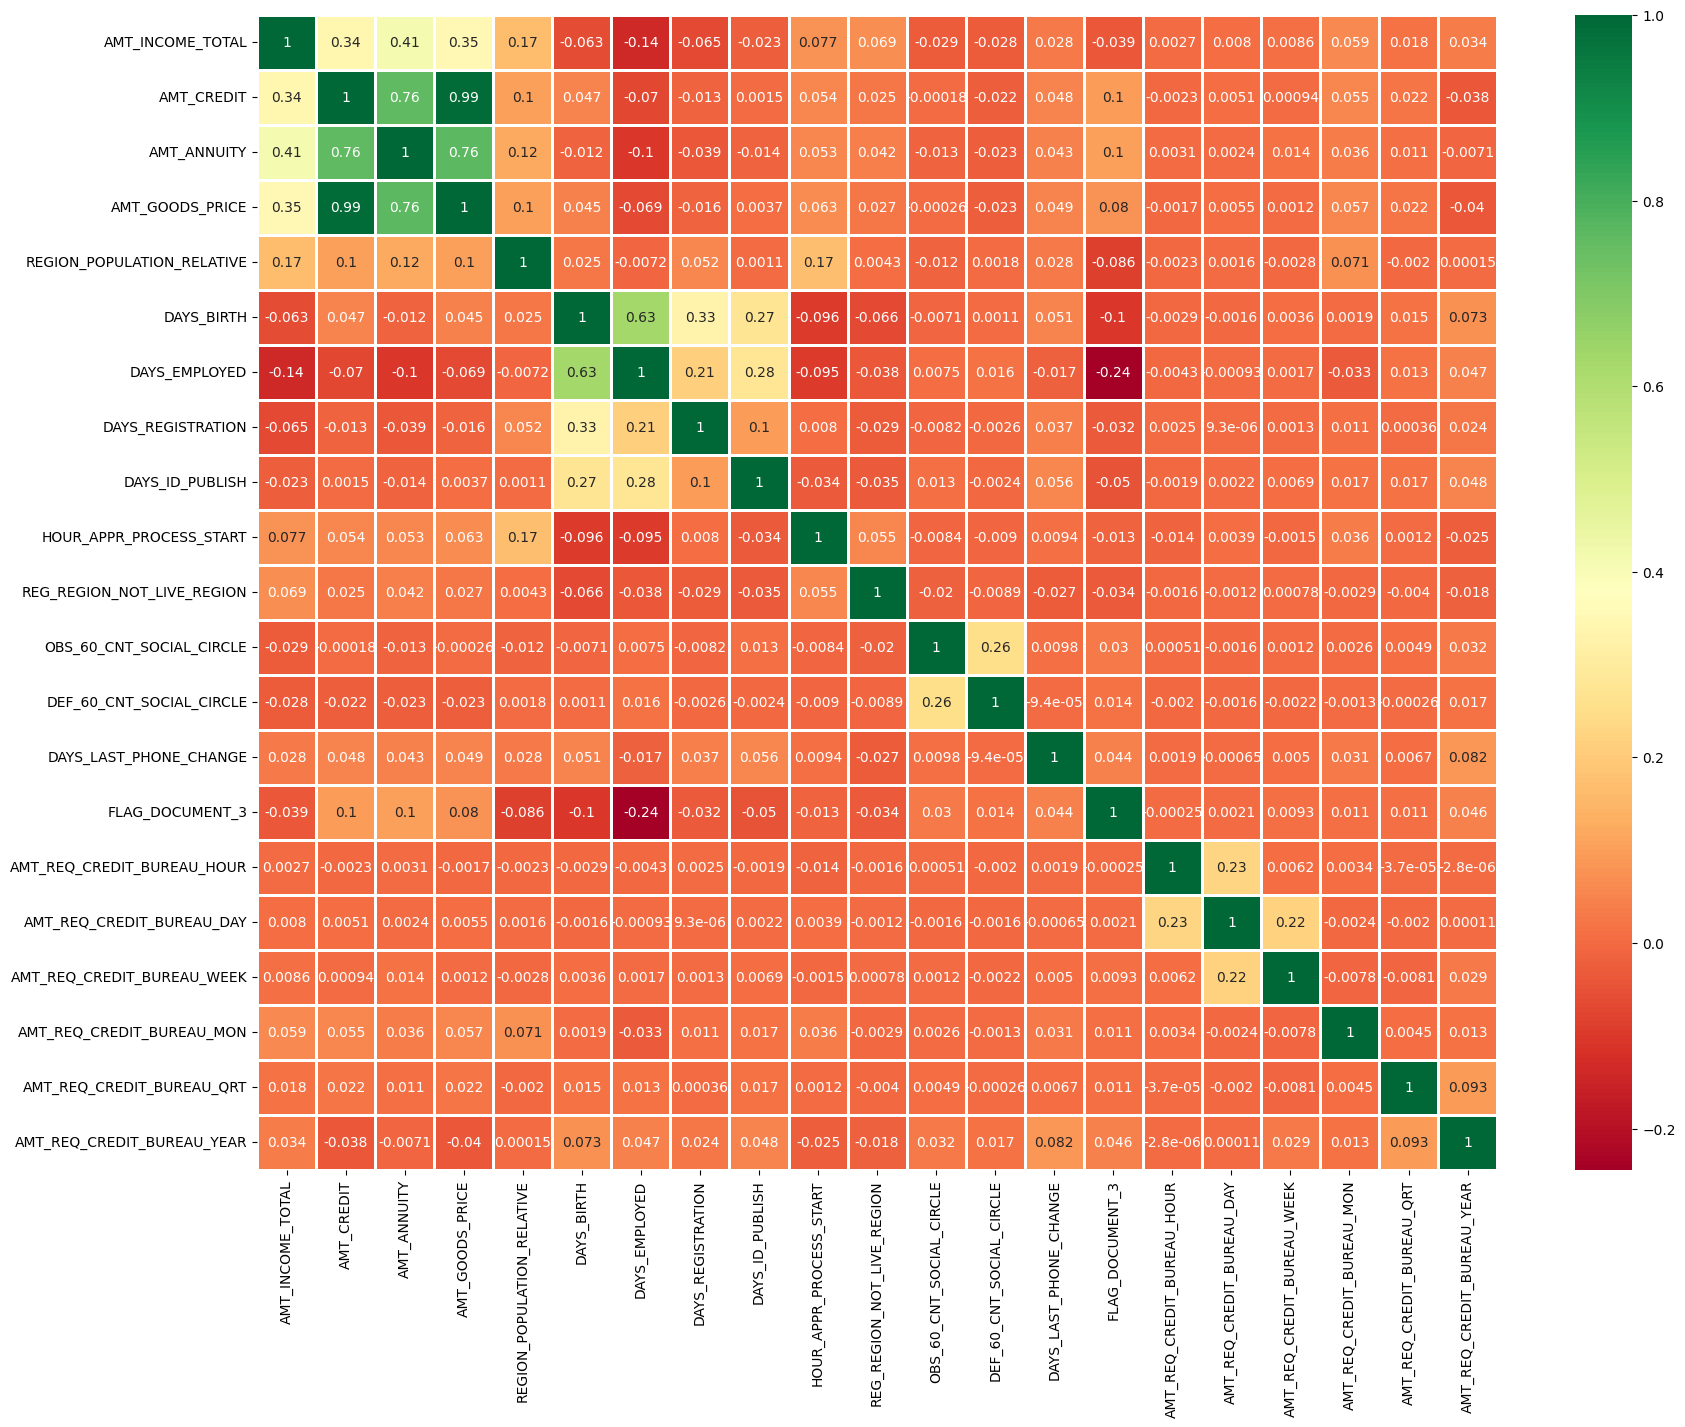 AMT_INCOME_TOTAL 1 0.34 0.41 0.35 0.17 -0.063 -0.14 -0.065 -0.023 0.077 0.069 -0.029 -0.028 0.028 -0.039 0.0027 0.008 0.0086 0.059 0.018 0.034
AMT_CREDIT 0.34 1 0.76 0.99 0.1 0.047 -0.07 -0.013 0.0015 0.054 0.025 -0.00018 -0.022 0.048 0.1 -0.0023 0.0051 0.00094 0.055 0.022 -0.038
AMT_ANNUITY 0.41 0.76 1 0.76 0.12 -0.012 -0.1 -0.039 -0.014 0.053 0.042 -0.013 -0.023 0.043 0.1 0.0031 0.0024 0.014 0.036 0.011 -0.0071
AMT_GOODS_PRICE 0.35 0.99 0.76 1 0.1 0.045 -0.069 -0.016 0.0037 0.063 0.027 -0.00026 -0.023 0.049 0.08 -0.0017 0.0055 0.0012 0.057 0.022 -0.04
REGION_POPULATION_RELATIVE 0.17 0.1 0.12 0.1 1 0.025 -0.0072 0.052 0.0011 0.17 0.0043 -0.012 0.0018 0.028 -0.086 -0.0023 0.0016 -0.0028 0.071 -0.002 0.00015
DAYS_BIRTH -0.063 0.047 -0.012 0.045 0.025 1 0.63 0.33 0.27 -0.096 -0.066 -0.0071 0.0011 0.051 -0.1 -0.0029 -0.0016 0.0036 0.0019 0.015 0.073
DAYS_EMPLOYED -0.14 -0.07 -0.1 -0.069 -0.0072 0.63 1 0.21 0.28 -0.095 -0.038 0.0075 0.016 -0.017 -0.24 -0.0043 -0.00093 0.0017 -0.033 0.013 0.047
DAYS_REGISTRATION -0.065 -0.013 -0.039 -0.016 0.052 0.33 0.21 1 0.1 0.008 -0.029 -0.0082 -0.0026 0.037 -0.032 0.0025 9.3e-06 0.0013 0.011 0.00036 0.024
DAYS_ID_PUBLISH -0.023 0.0015 -0.014 0.0037 0.0011 0.27 0.28 0.1 1 -0.034 -0.035 0.013 -0.0024 0.056 -0.05 -0.0019 0.0022 0.0069 0.017 0.017 0.048
HOUR_APPR_PROCESS_START 0.077 0.054 0.053 0.063 0.17 -0.096 -0.095 0.008 -0.034 1 0.055 -0.0084 -0.009 0.0094 -0.013 -0.014 0.0039 -0.0015 0.036 0.0012 -0.025
REG_REGION_NOT_LIVE_REGION 0.069 0.025 0.042 0.027 0.0043 -0.066 -0.038 -0.029 -0.035 0.055 1 -0.02 -0.0089 -0.027 -0.034 -0.0016 -0.0012 0.00078 -0.0029 -0.004 -0.018
OBS_60_CNT_SOCIAL_CIRCLE -0.029 -0.00018 -0.013 -0.00026 -0.012 -0.0071 0.0075 -0.0082 0.013 -0.0084 -0.02 1 0.26 0.0098 0.03 0.00051 -0.0016 0.0012 0.0026 0.0049 0.032
DEF_60_CNT_SOCIAL_CIRCLE -0.028 -0.022 -0.023 -0.023 0.0018 0.0011 0.016 -0.0026 -0.0024 -0.009 -0.0089 0.26 1 -9.4e-05 0.014 -0.002 -0.0016 -0.0022 -0.0013 -0.00026 0.017
DAYS_LAST_PHONE_CHANGE 0.028 0.048 0.043 0.049 0.028 0.051 -0.017 0.037 0.056 0.0094 -0.027 0.0098 -9.4e-05 1 0.044 0.0019 -0.00065 0.005 0.031 0.0067 0.082
FLAG_DOCUMENT_3 -0.039 0.1 0.1 0.08 -0.086 -0.1 -0.24 -0.032 -0.05 -0.013 -0.034 0.03 0.014 0.044 1 -0.00025 0.0021 0.0093 0.011 0.011 0.046
AMT_REQ_CREDIT_BUREAU_HOUR 0.0027 -0.0023 0.0031 -0.0017 -0.0023 -0.0029 -0.0043 0.0025 -0.0019 -0.014 -0.0016 0.00051 -0.002 0.0019 -0.00025 1 0.23 0.0062 0.0034 -3.7e-05 -2.8e-06
AMT_REQ_CREDIT_BUREAU_DAY 0.008 0.0051 0.0024 0.0055 0.0016 -0.0016 -0.00093 9.3e-06 0.0022 0.0039 -0.0012 -0.0016 -0.0016 -0.00065 0.0021 0.23 1 0.22 -0.0024 -0.002 0.00011
AMT_REQ_CREDIT_BUREAU_WEEK 0.0086 0.00094 0.014 0.0012 -0.0028 0.0036 0.0017 0.0013 0.0069 -0.0015 0.00078 0.0012 -0.0022 0.005 0.0093 0.0062 0.22 1 -0.0078 -0.0081 0.029
AMT_REQ_CREDIT_BUREAU_MON 0.059 0.055 0.036 0.057 0.071 0.0019 -0.033 0.011 0.017 0.036 -0.0029 0.0026 -0.0013 0.031 0.011 0.0034 -0.0024 -0.0078 1 0.0045 0.013
AMT_REQ_CREDIT_BUREAU_QRT 0.018 0.022 0.011 0.022 -0.002 0.015 0.013 0.00036 0.017 0.0012 -0.004 0.0049 -0.00026 0.0067 0.011 -3.7e-05 -0.002 -0.0081 0.0045 1 0.093
AMT_REQ_CREDIT_BUREAU_YEAR 0.034 -0.038 -0.0071 -0.04 0.00015 0.073 0.047 0.024 0.048 -0.025 -0.018 0.032 0.017 0.082 0.046 -2.8e-06 0.00011 0.029 0.013 0.093 1
AMT_INCOME_TOTAL
AMT_CREDIT
AMT_ANNUITY
AMT_GOODS_PRICE
REGION_POPULATION_RELATIVE
DAYS_BIRTH
DAYS_EMPLOYED
DAYS_REGISTRATION
DAYS_ID_PUBLISH
HOUR_APPR_PROCESS_START
REG_REGION_NOT_LIVE_REGION
OBS_60_CNT_SOCIAL_CIRCLE
DEF_60_CNT_SOCIAL_CIRCLE
DAYS_LAST_PHONE_CHANGE
FLAG_DOCUMENT_3
AMT_REQ_CREDIT_BUREAU_HOUR
AMT_REQ_CREDIT_BUREAU_DAY
AMT_REQ_CREDIT_BUREAU_WEEK
AMT_REQ_CREDIT_BUREAU_MON
AMT_REQ_CREDIT_BUREAU_QRT
AMT_REQ_CREDIT_BUREAU_YEAR
1.0
0.8
0.6
0.4
0.2
0.0
−0.2